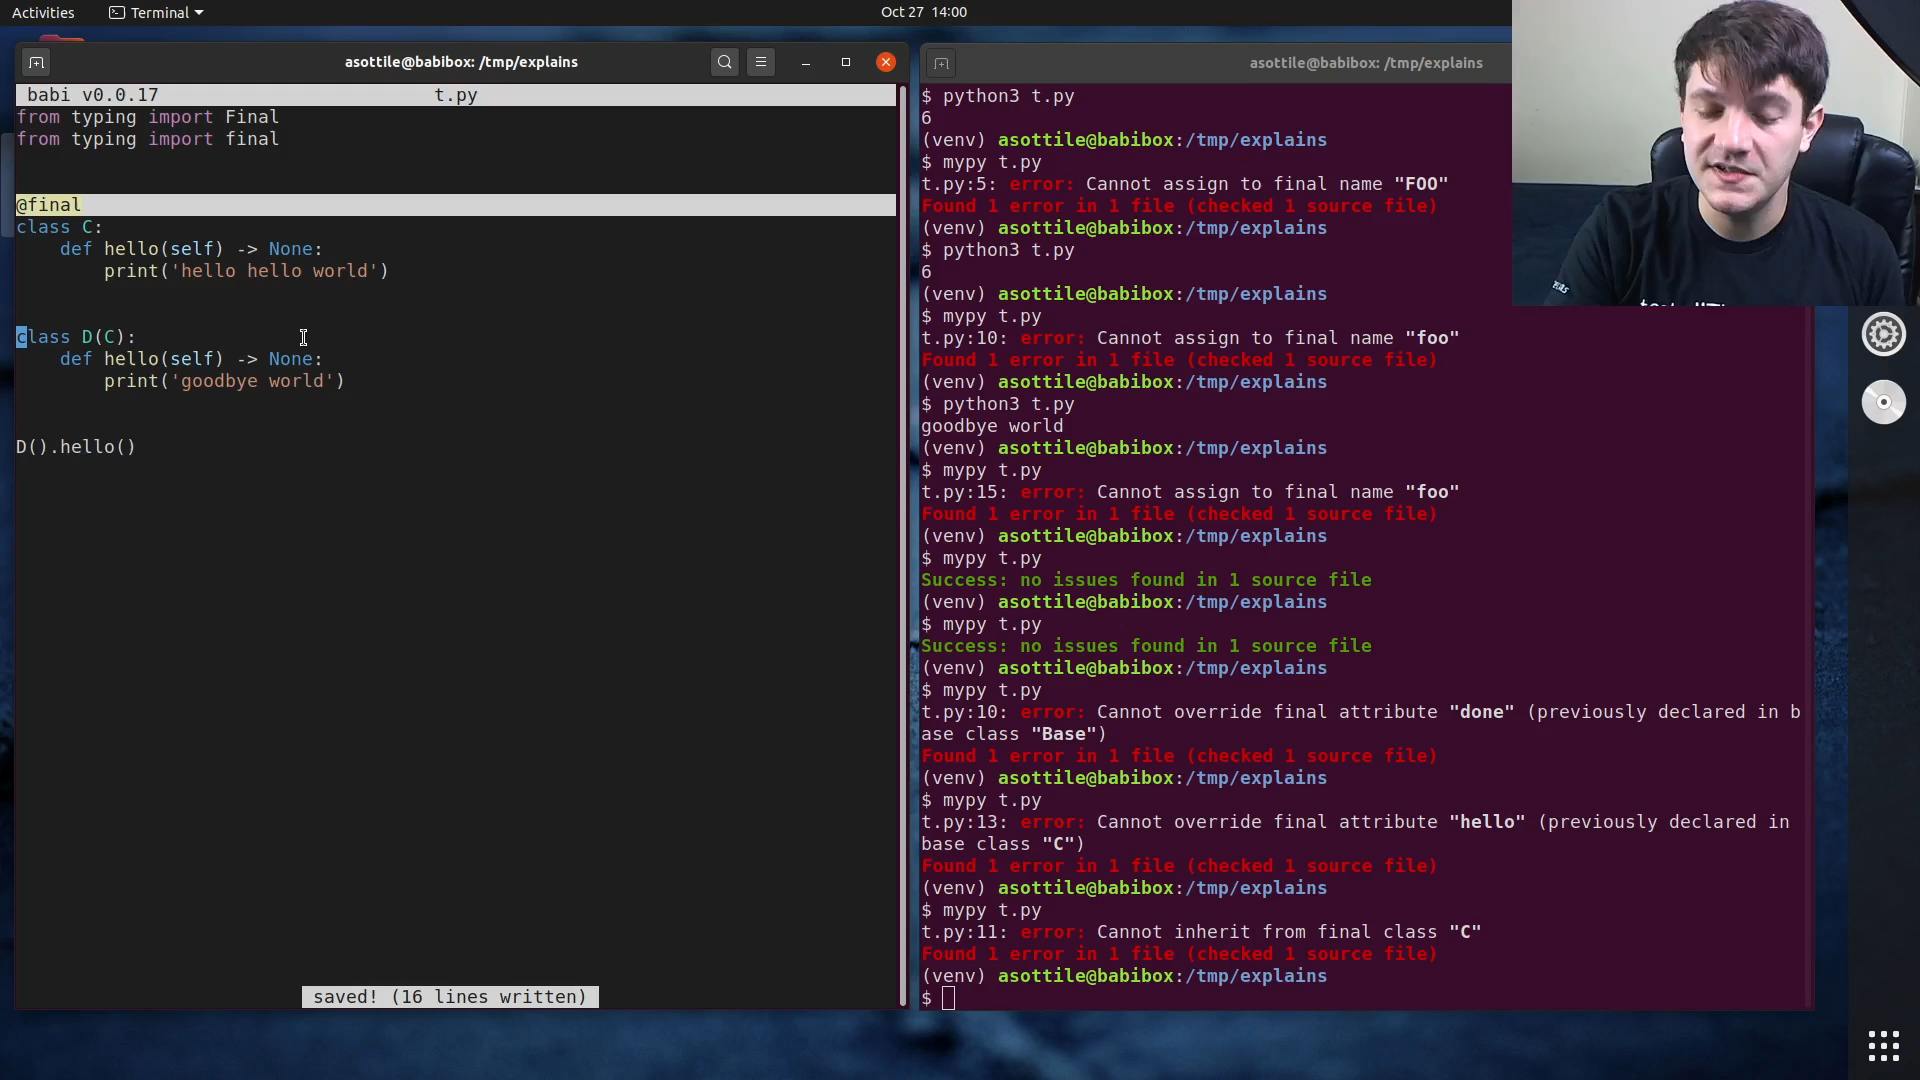 Activities
Terminal
Oct 27 14:00
asottile@babibox: /tmp/explains
babi v0.0.17 t.py
from typing import Final
from typing import final
@final
class C:
    def hello(self) -> None:
        print('hello hello world')
class D(C):
    def hello(self) -> None:
        print('goodbye world')
D().hello()
saved! (16 lines written)
asottile@babibox: /tmp/explains
$ python3 t.py
6
(venv) asottile@babibox:/tmp/explains
$ mypy t.py
t.py:5: error: Cannot assign to final name "FOO"
Found 1 error in 1 file (checked 1 source file)
(venv) asottile@babibox:/tmp/explains
$ python3 t.py
6
(venv) asottile@babibox:/tmp/explains
$ mypy t.py
t.py:10: error: Cannot assign to final name "foo"
Found 1 error in 1 file (checked 1 source file)
(venv) asottile@babibox:/tmp/explains
$ python3 t.py
goodbye world
(venv) asottile@babibox:/tmp/explains
$ mypy t.py
t.py:15: error: Cannot assign to final name "foo"
Found 1 error in 1 file (checked 1 source file)
(venv) asottile@babibox:/tmp/explains
$ mypy t.py
Success: no issues found in 1 source file
(venv) asottile@babibox:/tmp/explains
$ mypy t.py
Success: no issues found in 1 source file
(venv) asottile@babibox:/tmp/explains
$ mypy t.py
t.py:10: error: Cannot override final attribute "done" (previously declared in b
ase class "Base")
Found 1 error in 1 file (checked 1 source file)
(venv) asottile@babibox:/tmp/explains
$ mypy t.py
t.py:13: error: Cannot override final attribute "hello" (previously declared in
base class "C")
Found 1 error in 1 file (checked 1 source file)
(venv) asottile@babibox:/tmp/explains
$ mypy t.py
t.py:11: error: Cannot inherit from final class "C"
Found 1 error in 1 file (checked 1 source file)
(venv) asottile@babibox:/tmp/explains
$